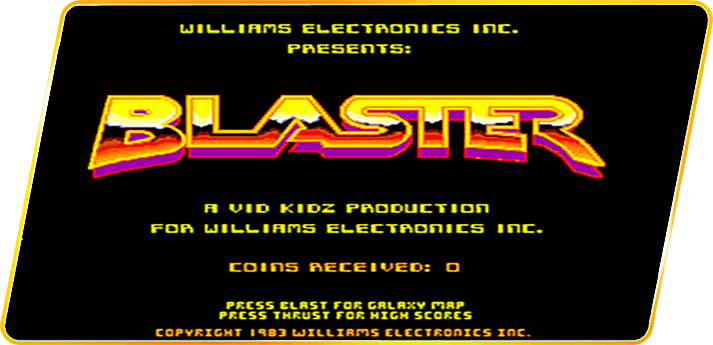 WILLIAMS ELECTRONICS INC.
PRESENTS:
BLASTER
A VID KIDZ PRODUCTION
FOR WILLIAMS ELECTRONICS INC.
COINS RECEIVED: 0
PRESS BLAST FOR GALAXY MAP
PRESS THRUST FOR HIGH SCORES
COPYRIGHT 1983 WILLIAMS ELECTRONICS INC.